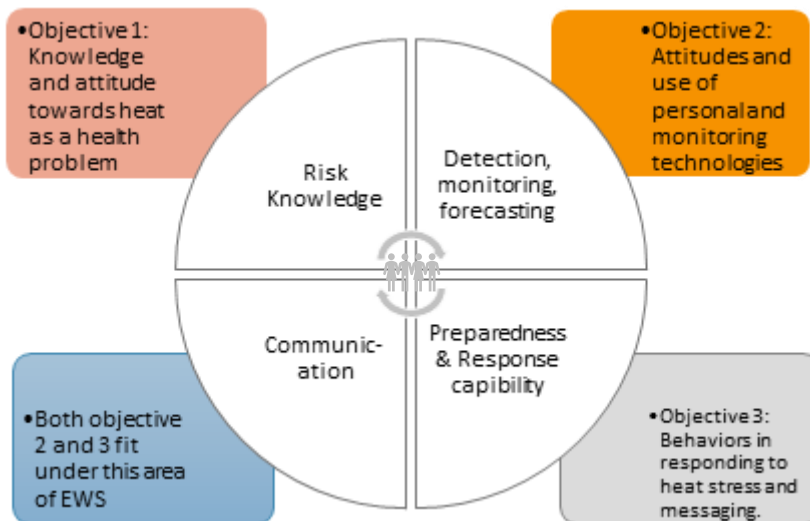 •Objective 1:
Knowledge
and attitude
towards heat
as a health
problem
•Objective 2:
Attitudes and
use of
personal and
monitoring
technologies
Risk
Knowledge
Detection,
monitoring,
forecasting
Communic-
ation
Preparedness
& Response
capibility
•Both objective
2 and 3 fit
under this area
of EWS
•Objective 3:
Behaviors in
responding to
heat stress and
messaging.